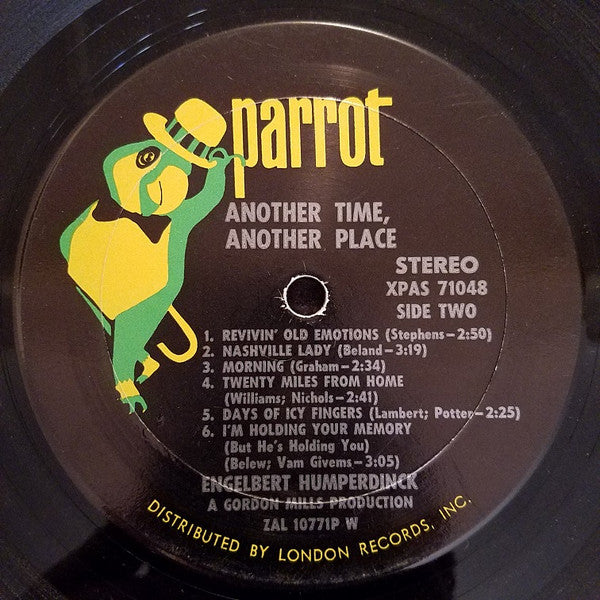 parrot
ANOTHER TIME,
ANOTHER PLACE
STEREO
XPAS 71048
SIDE TWO
1. REVIVIN' OLD EMOTIONS (Stephens–2:50)
2. NASHVILLE LADY (Beland–3:19)
3. MORNING (Graham–2:34)
4. TWENTY MILES FROM HOME
(Williams; Nichols–2:41)
5. DAYS OF ICY FINGERS (Lambert; Potter–2:25)
6. I'M HOLDING YOUR MEMORY
(But He's Holding You)
(Belew; Vam Givems–3:05)
ENGELBERT HUMPERDINCK
A GORDON MILLS PRODUCTION
ZAL 10771P W
DISTRIBUTED BY LONDON RECORDS, INC.